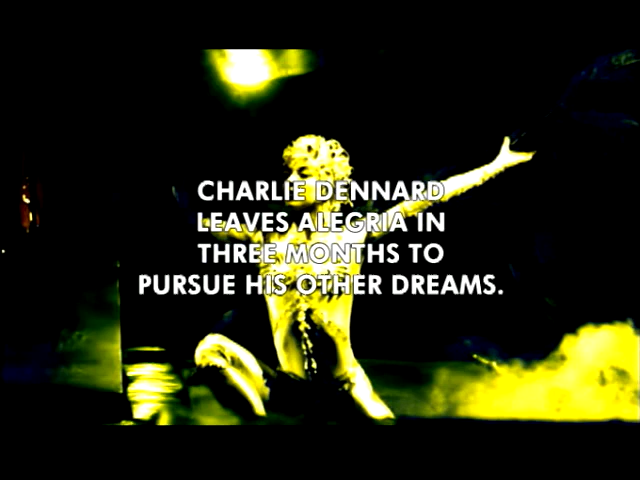 CHARLIE DENNARD
LEAVES ALEGRIA IN
THREE MONTHS TO
PURSUE HIS OTHER DREAMS.